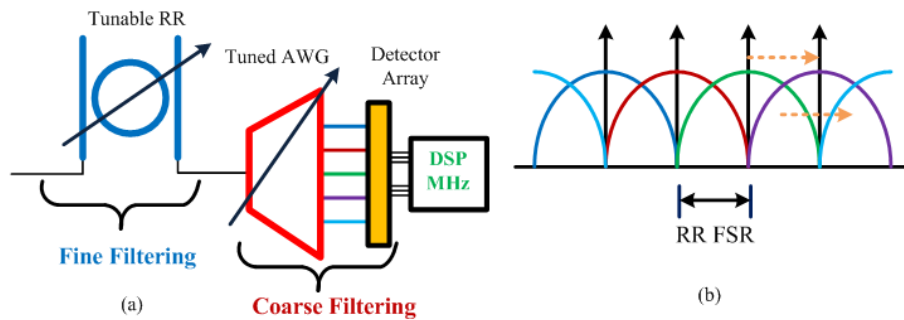 Tunable RR
Tuned AWG
Detector
Array
DSP
MHz
Fine Filtering
(a)
Coarse Filtering
RR FSR
(b)